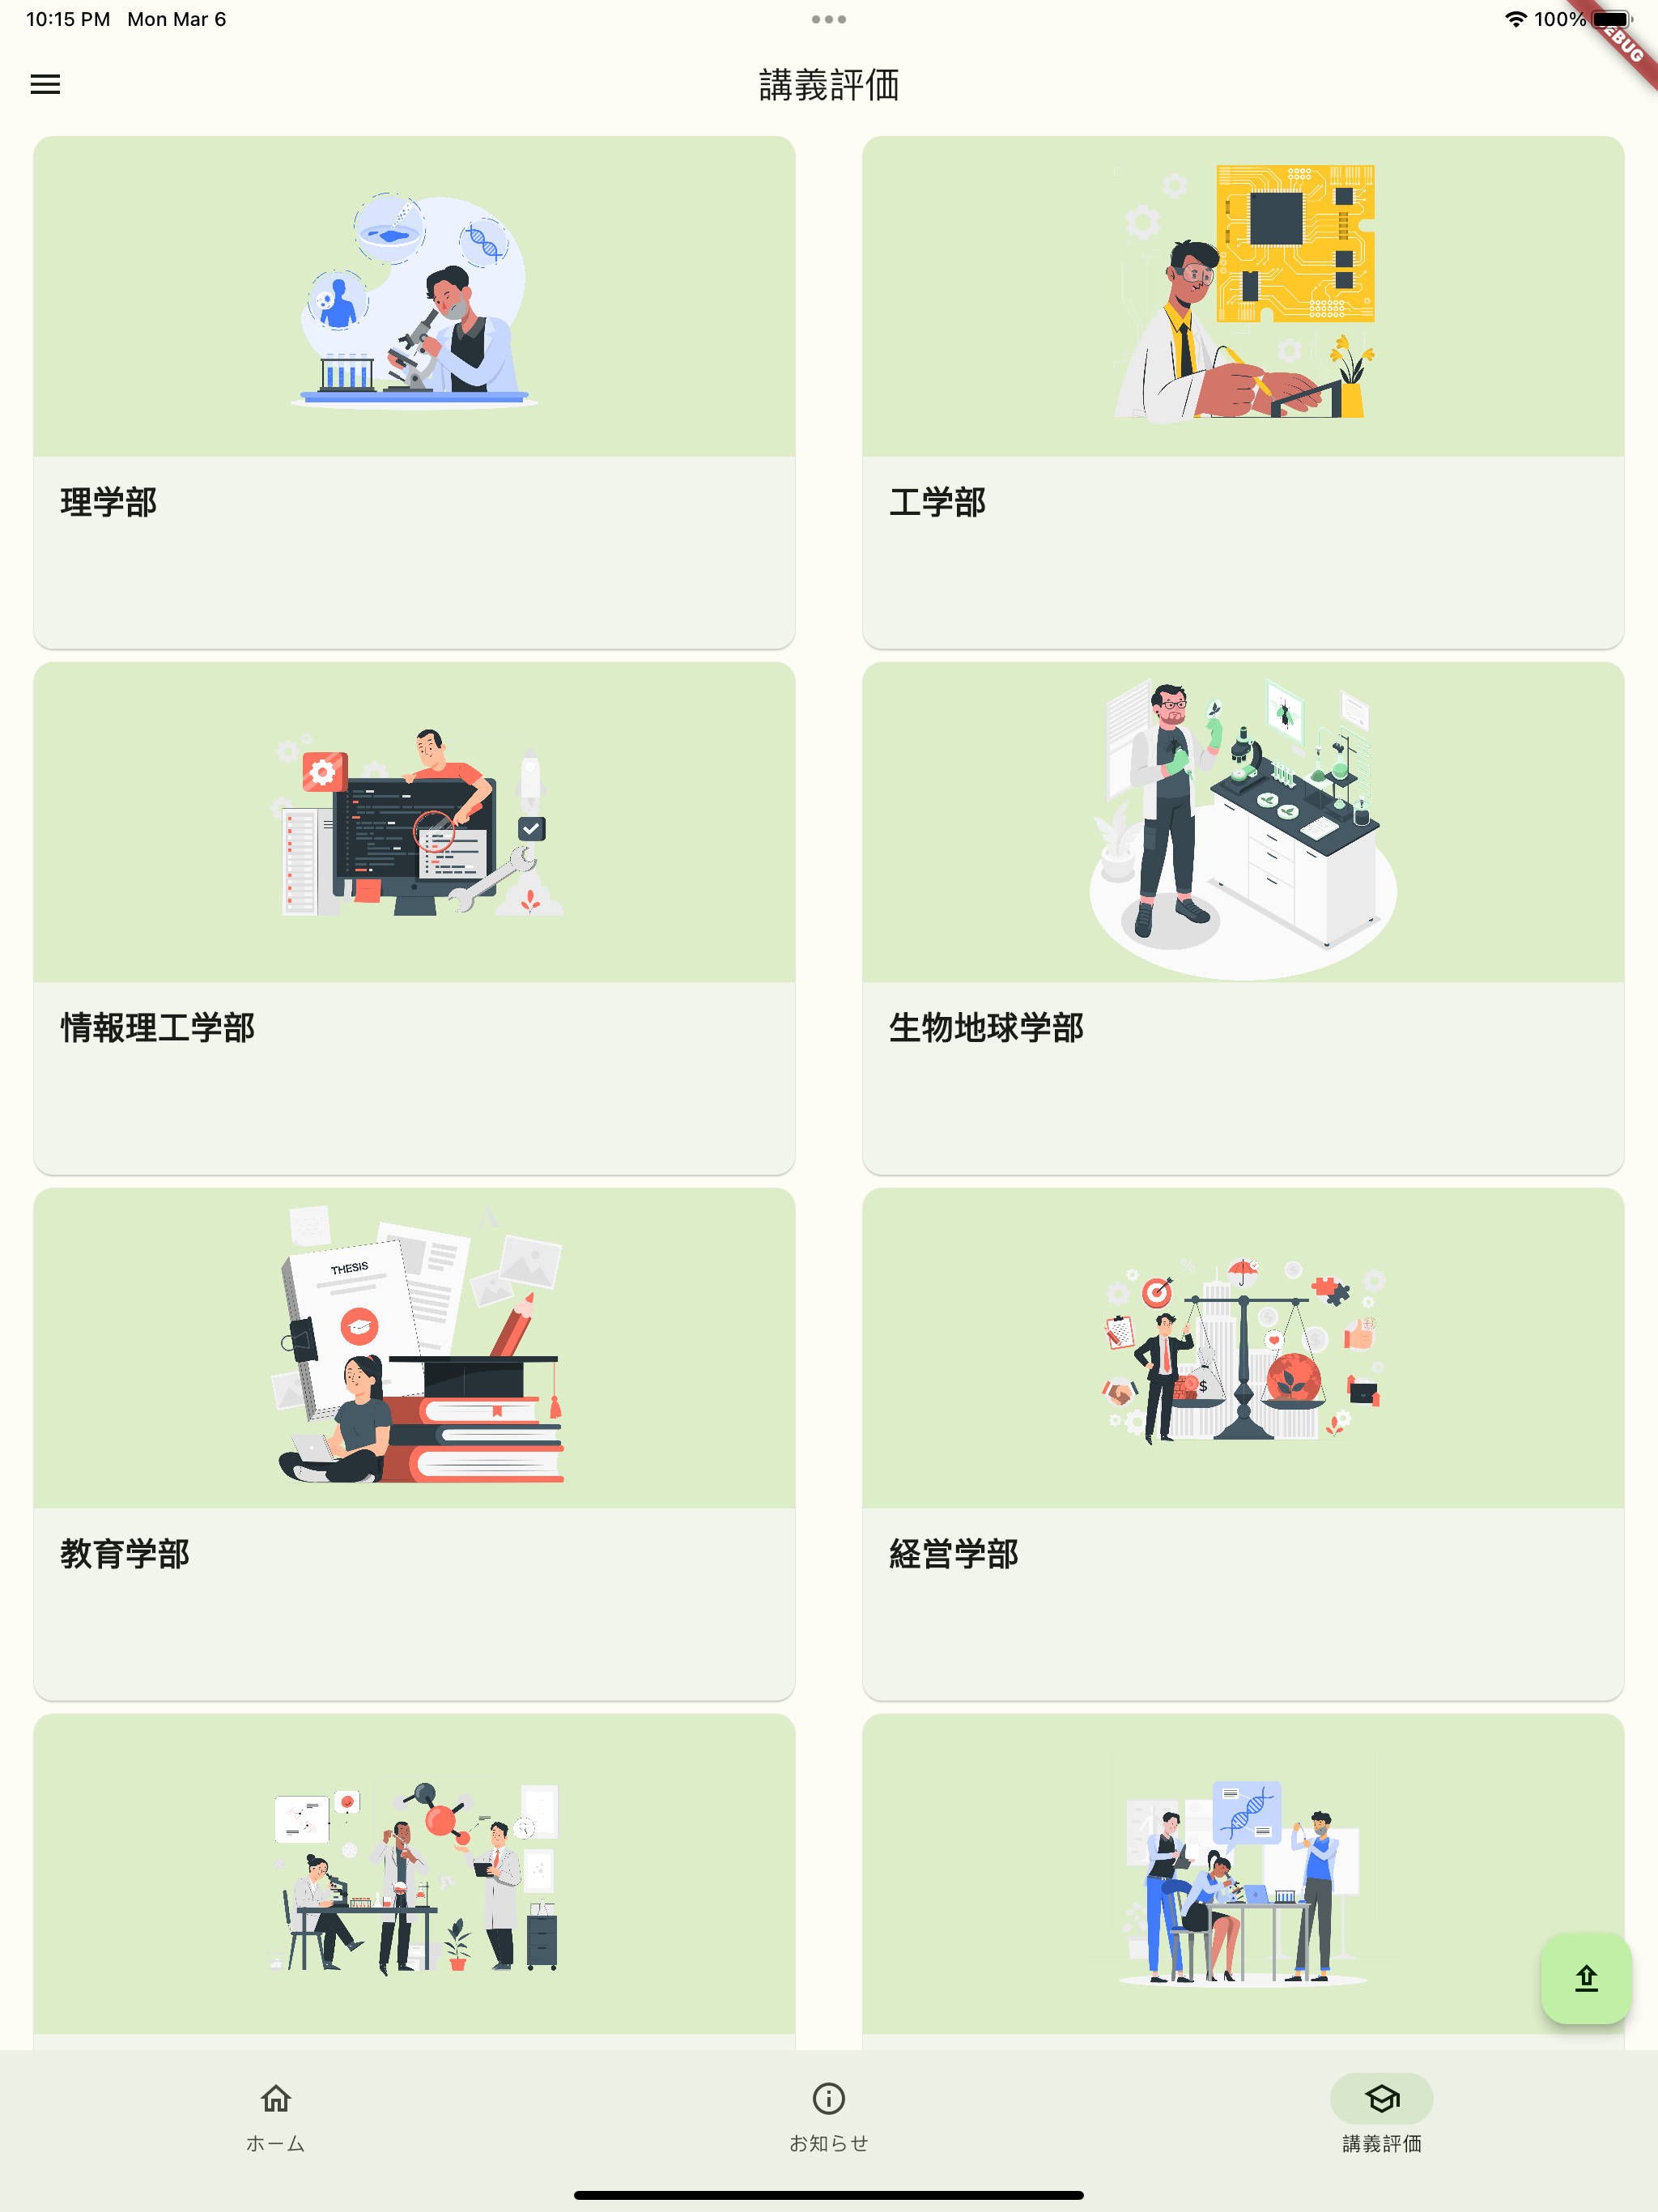 10:15 PM Mon Mar 6
100%
DEBUG
講義評価
理学部
工学部
情報理工学部
生物地球学部
THESIS
教育学部
%
$
経営学部
ホーム
お知らせ
講義評価